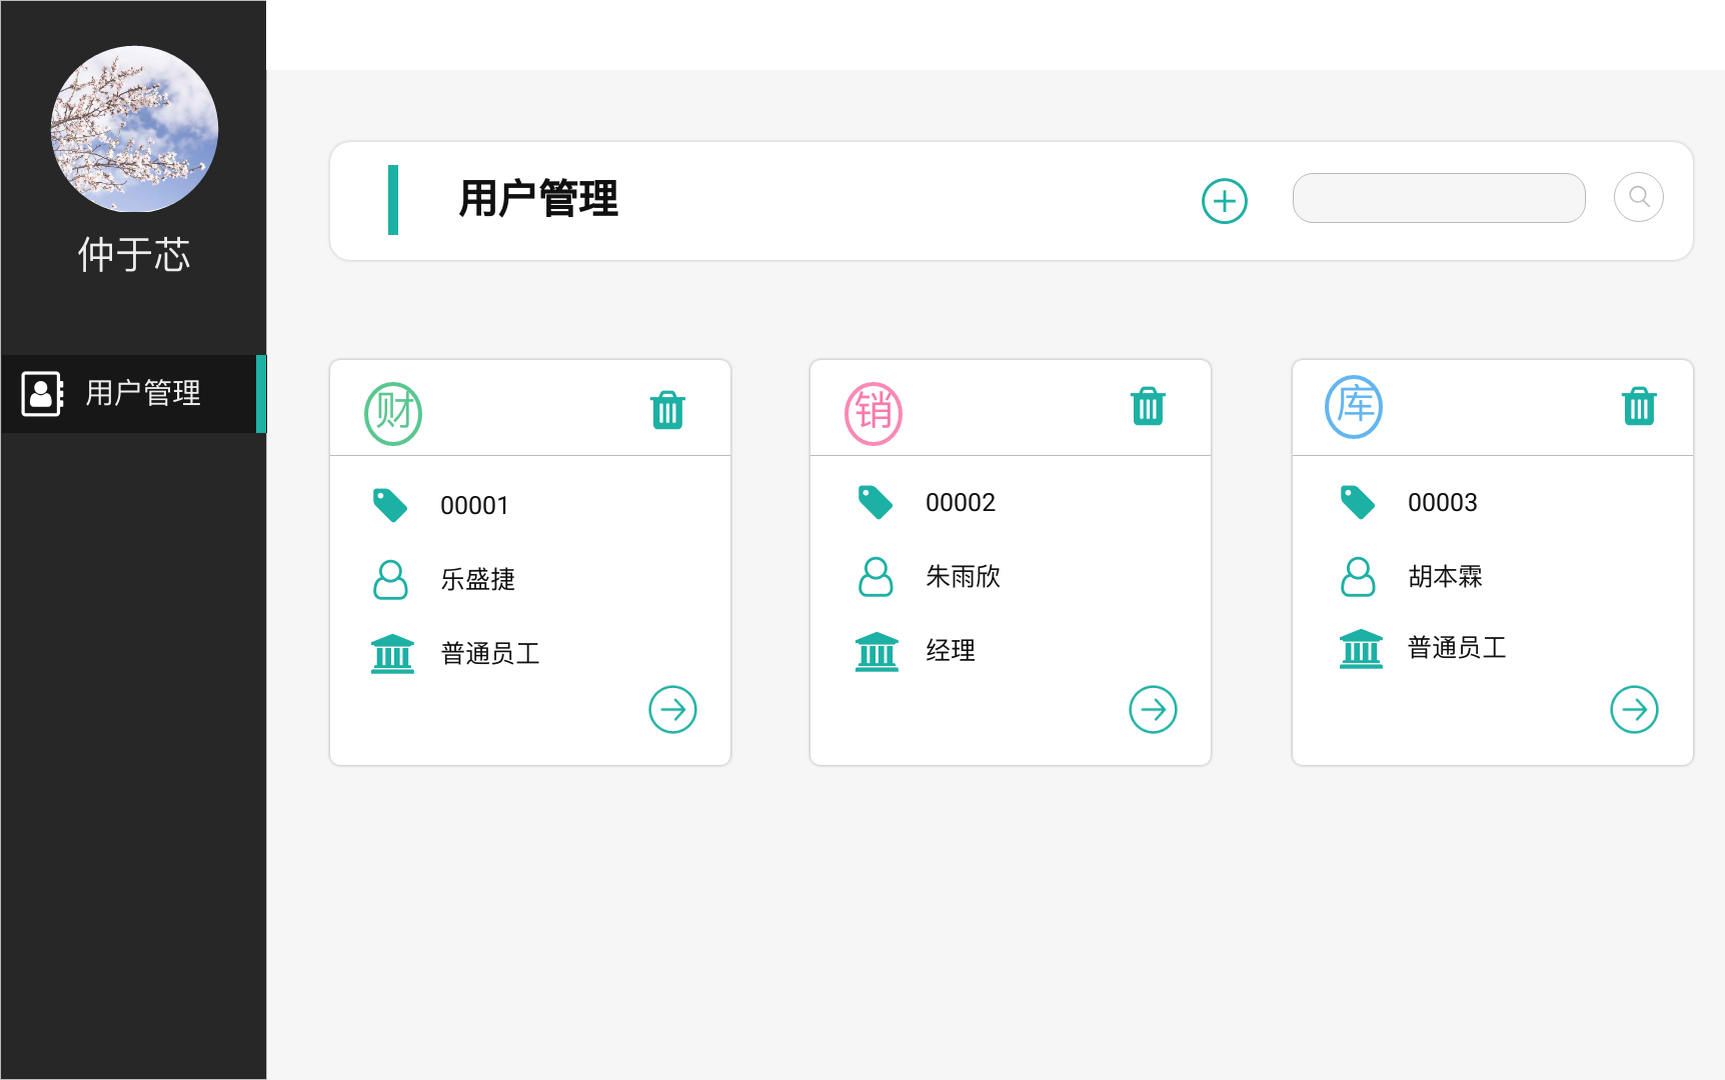 仲于芯
用户管理
用户管理
财
00001
乐盛捷
普通员工
销
00002
朱雨欣
经理
库
00003
胡本霖
普通员工